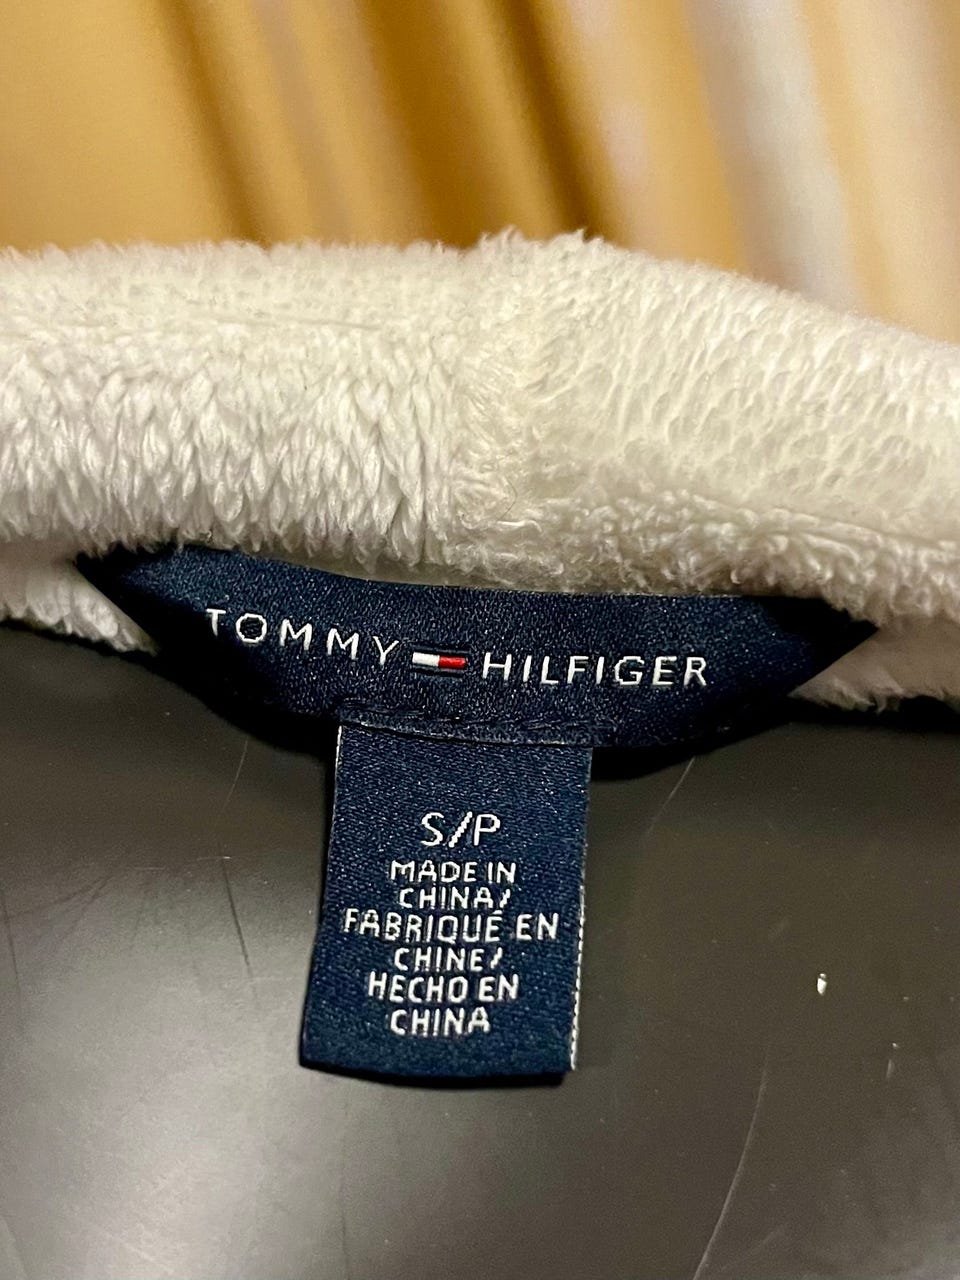 TOMMY HILFIGER
S/P
MADE IN
CHINA/
FABRIQUÉ EN
CHINE/
HECHO EN
CHINA